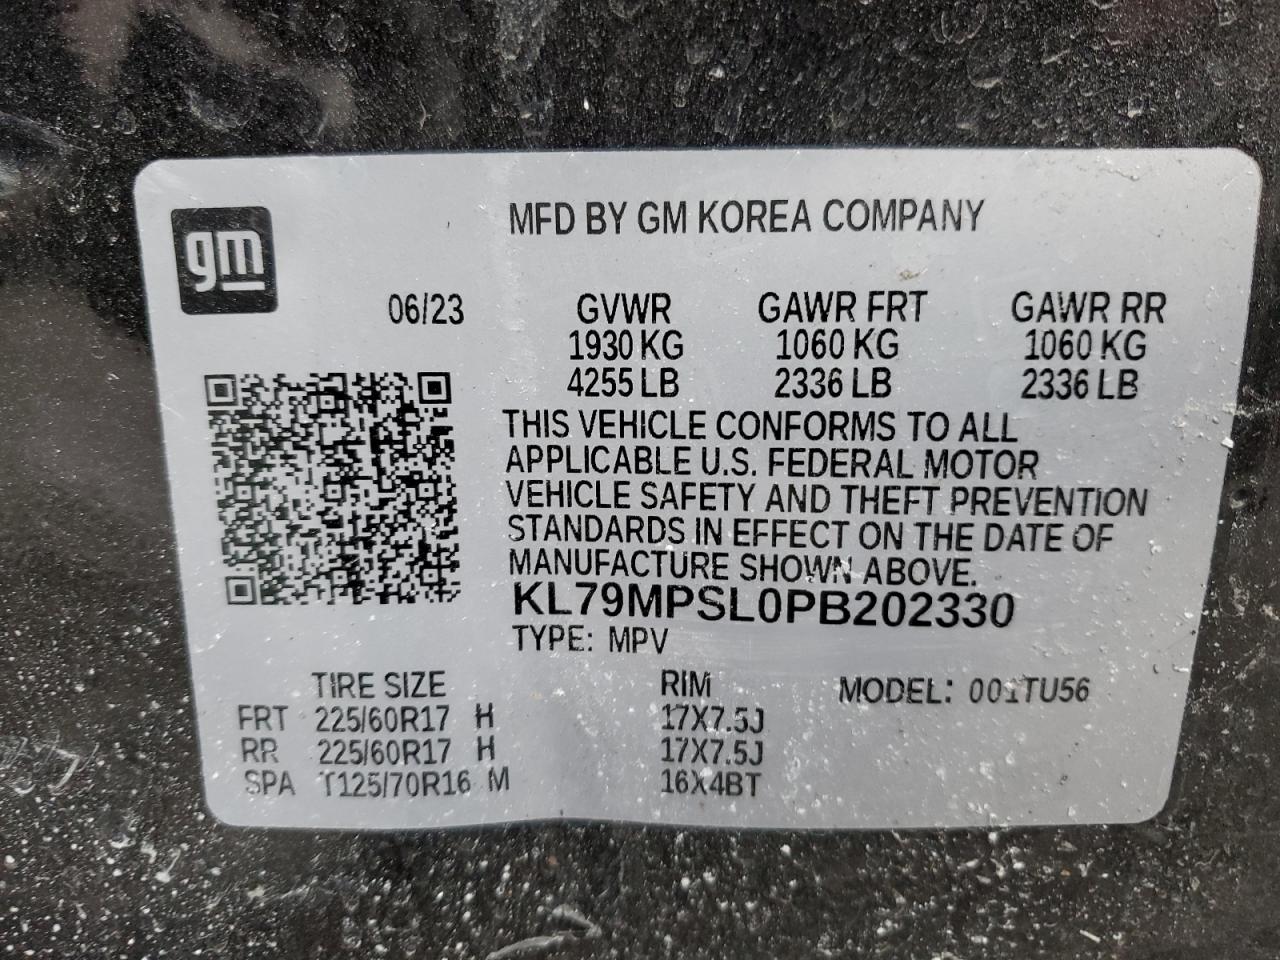 gm
MFD BY GM KOREA COMPANY
06/23
GVWR GAWR FRT GAWR RR
1930 KG 1060 KG 1060 KG
4255 LB 2336 LB 2336 LB
THIS VEHICLE CONFORMS TO ALL
APPLICABLE U.S. FEDERAL MOTOR
VEHICLE SAFETY AND THEFT PREVENTION
STANDARDS IN EFFECT ON THE DATE OF
MANUFACTURE SHOWN ABOVE.
KL79MPSL0PB202330
TYPE: MPV
TIRE SIZE RIM MODEL: 001TU56
FRT 225/60R17 H 17X7.5J
RR 225/60R17 H 17X7.5J
SPA T125/70R16 M 16X4BT